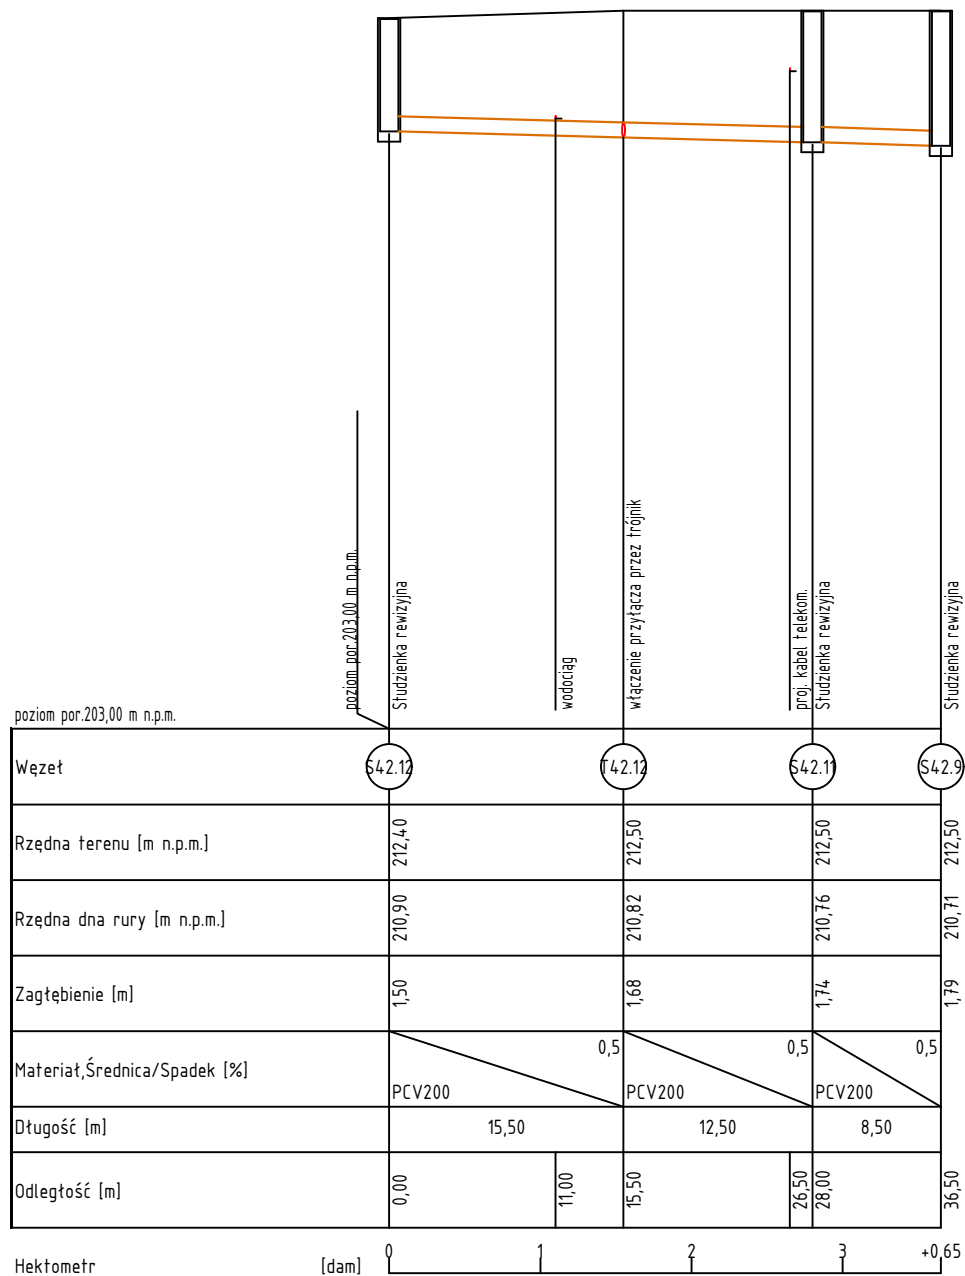 poziom por.203,00 m n.p.m.
Studzienka rewizyjna
wodociąg
włączenie przyłącza przez trójnik
proj. kabel telekom.
Studzienka rewizyjna
Studzienka rewizyjna
poziom por.203,00 m n.p.m.
Węzeł S42.12 T42.12 S42.11 S42.9
Rzędna terenu [m n.p.m.] 212,40 212,50 212,50 212,50
Rzędna dna rury [m n.p.m.] 210,90 210,82 210,76 210,71
Zagłębienie [m] 1,50 1,68 1,74 1,79
0,5 0,5 0,5
Materiał,Średnica/Spadek [%]
PCV200 PCV200 PCV200
Długość [m] 15,50 12,50 8,50
Odległość [m] 0,00 11,00 15,50 26,50 28,00 36,50
Hektometr [dam] 0 1 2 3 +0,65